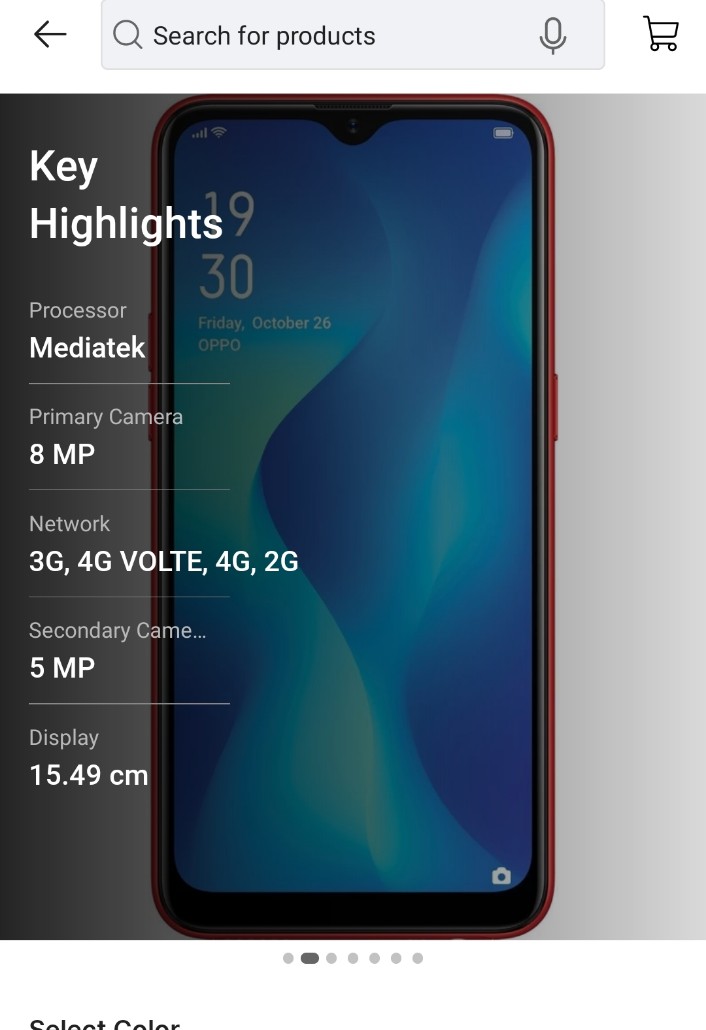 Search for products
Key
Highlights
19
30
Friday, October 26
OPPO
Processor
Mediatek
Primary Camera
8 MP
Network
3G, 4G VOLTE, 4G, 2G
Secondary Came...
5 MP
Display
15.49 cm
Select Color